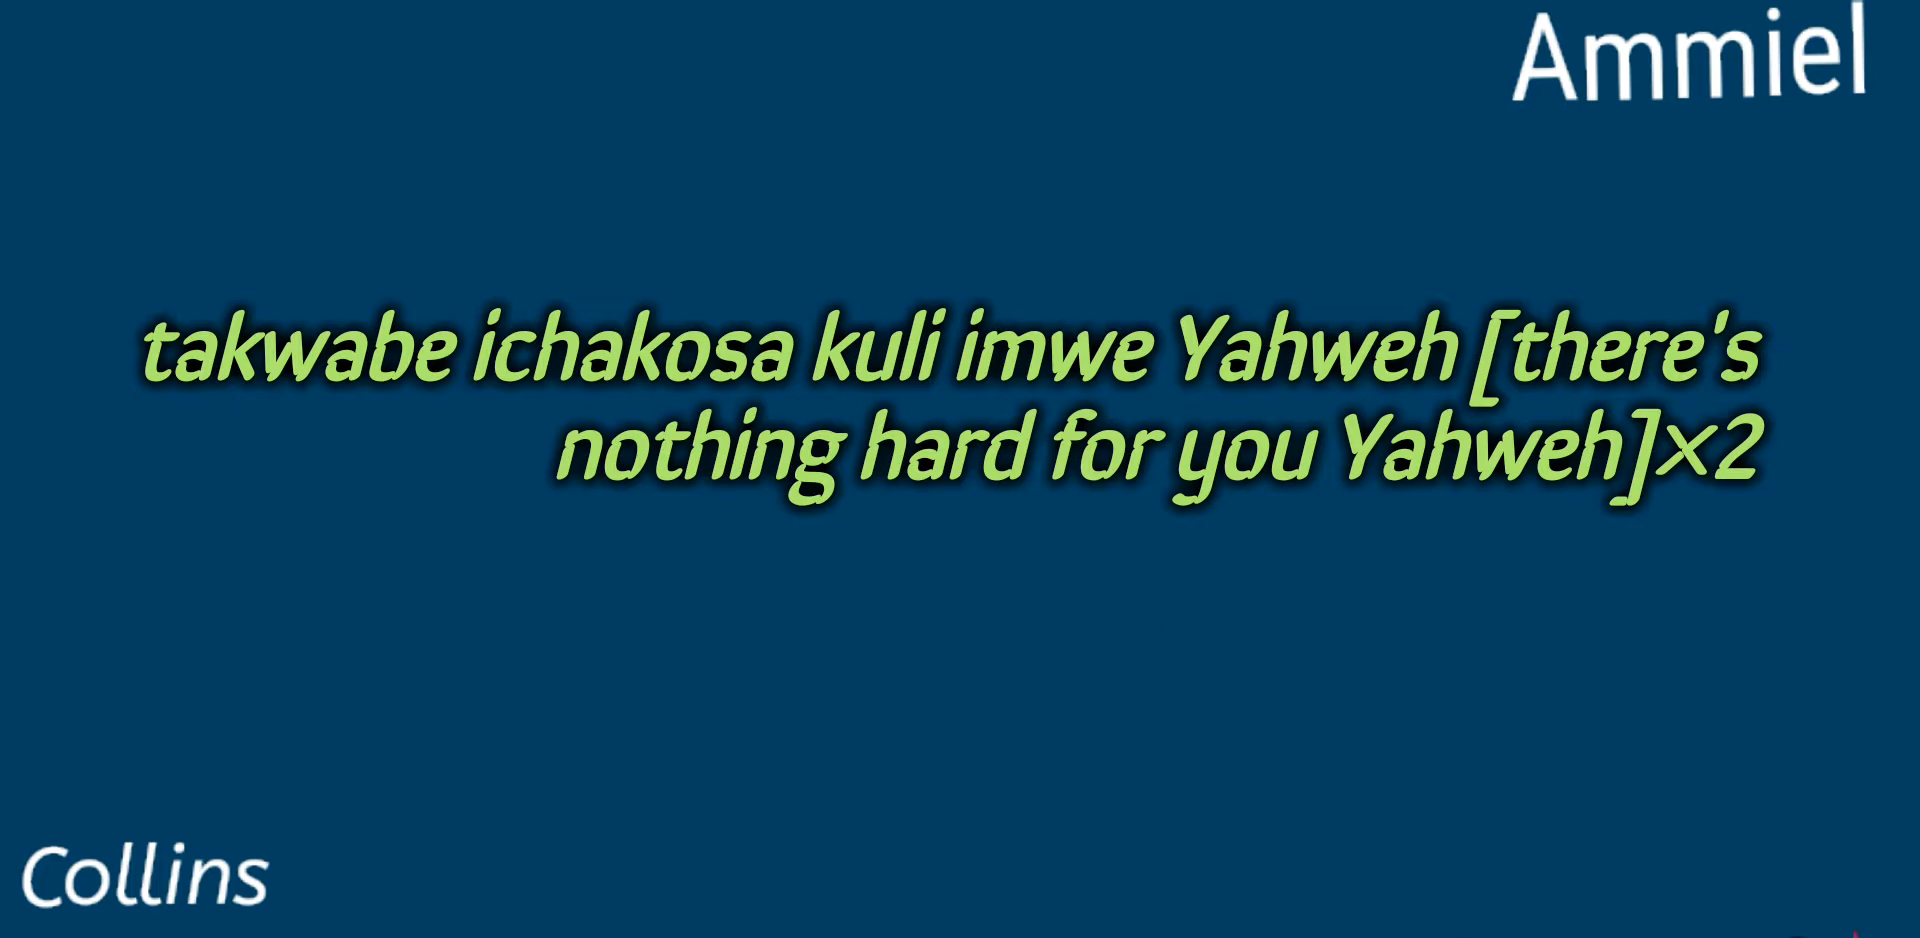 Ammiel
takwabe ichakosa kuli imwe Yahweh [there's
nothing hard for you Yahweh]×2
Collins